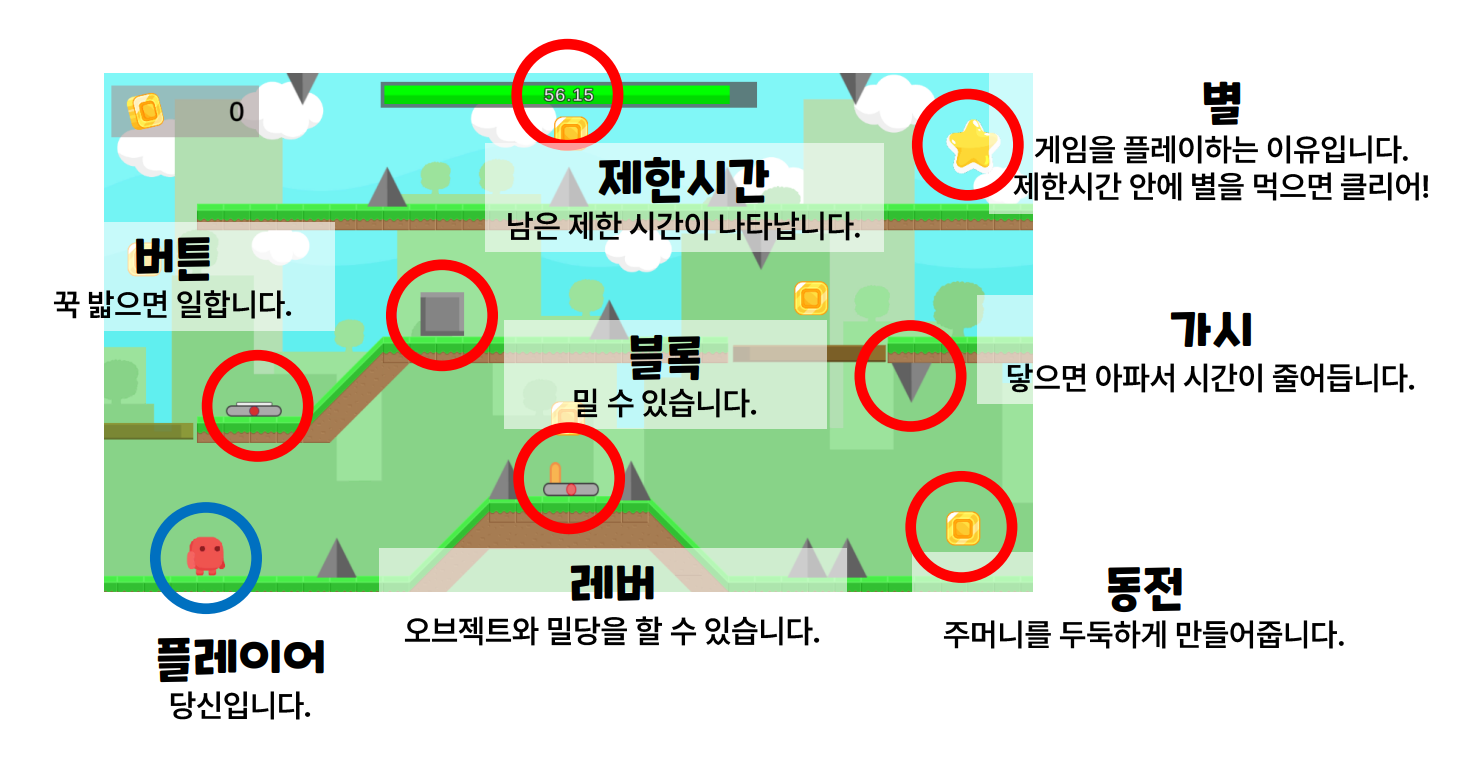 56.15
0
별
게임을 플레이하는 이유입니다.
제한시간 안에 별을 먹으면 클리어!
제한시간
남은 제한 시간이 나타납니다.
버튼
꾹 밟으면 일합니다.
블록
밀 수 있습니다.
가시
닿으면 아파서 시간이 줄어듭니다.
레버
오브젝트와 밀당을 할 수 있습니다.
동전
주머니를 두둑하게 만들어줍니다.
플레이어
당신입니다.